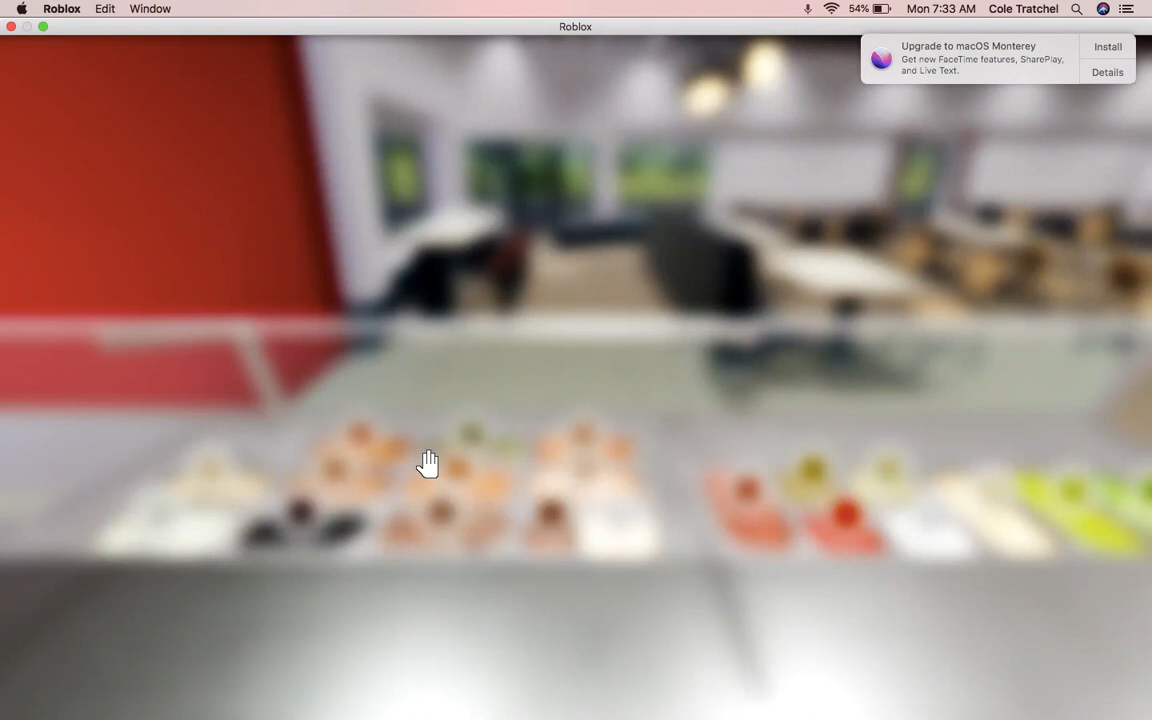 Roblox Edit Window 54% Mon 7:33 AM Cole Tratchel
Roblox
Upgrade to macOS Monterey
Get new FaceTime features, SharePlay,
and Live Text.
Install
Details